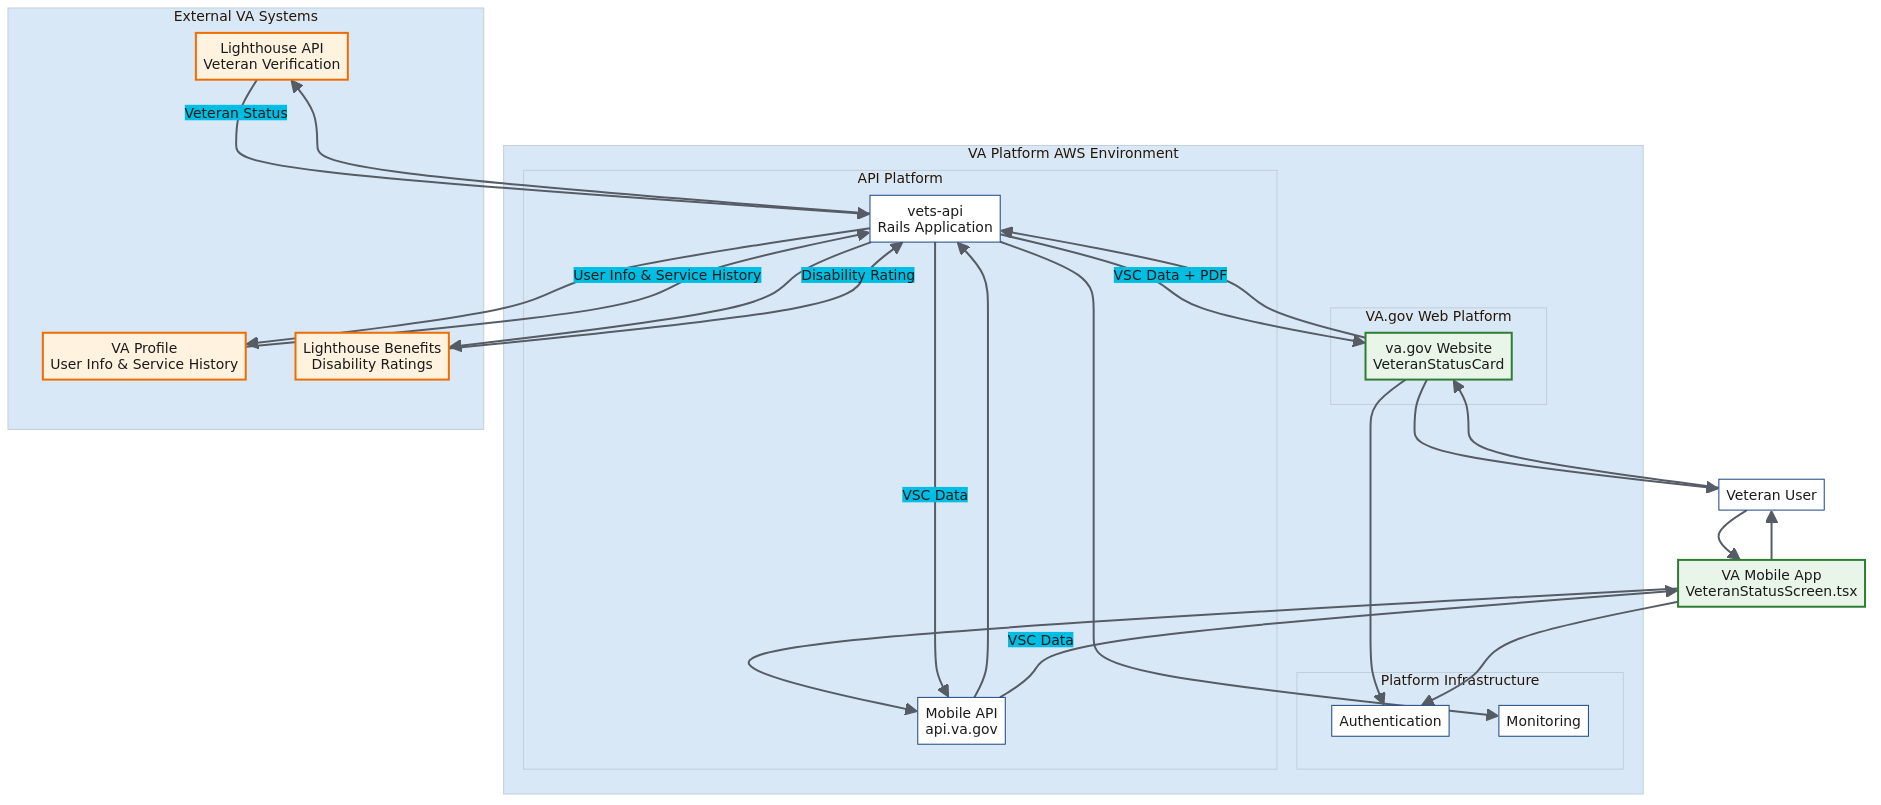 External VA Systems
Lighthouse API
Veteran Verification
Veteran Status
VA Platform AWS Environment
API Platform
vets-api
Rails Application
User Info & Service History
Disability Rating
VSC Data + PDF
VA.gov Web Platform
VA Profile
User Info & Service History
Lighthouse Benefits
Disability Ratings
va.gov Website
VeteranStatusCard
VSC Data
Veteran User
VA Mobile App
VeteranStatusScreen.tsx
VSC Data
Platform Infrastructure
Mobile API
api.va.gov
Authentication
Monitoring